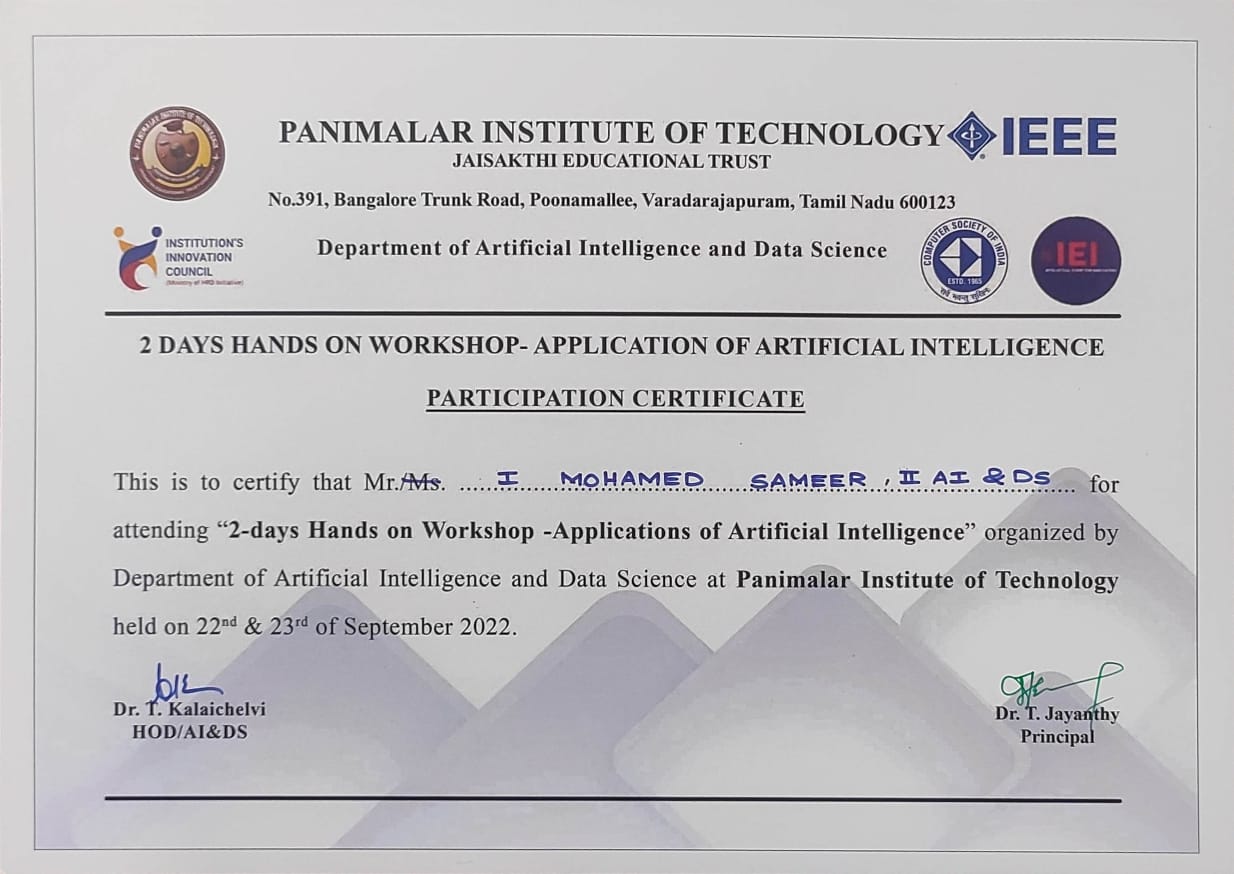 PANIMALAR INSTITUTE OF TECHNOLOGY
IEEE
JAISAKTHI EDUCATIONAL TRUST
No.391, Bangalore Trunk Road, Poonamallee, Varadarajapuram, Tamil Nadu 600123
INSTITUTION'S
INNOVATION
COUNCIL
(Ministry of HRD Initiative)
Department of Artificial Intelligence and Data Science
COMPUTER SOCIETY OF INDIA
ESTD. 1965
IEI
2 DAYS HANDS ON WORKSHOP- APPLICATION OF ARTIFICIAL INTELLIGENCE
PARTICIPATION CERTIFICATE
This is to certify that Mr./Ms. ...... I ...... MOHAMED ...... SAMEER , II AI & DS ... for
attending “2-days Hands on Workshop -Applications of Artificial Intelligence” organized by
Department of Artificial Intelligence and Data Science at Panimalar Institute of Technology
held on 22nd & 23rd of September 2022.
Dr. T. Kalaichelvi
HOD/AI&DS
Dr. T. Jayanthy
Principal